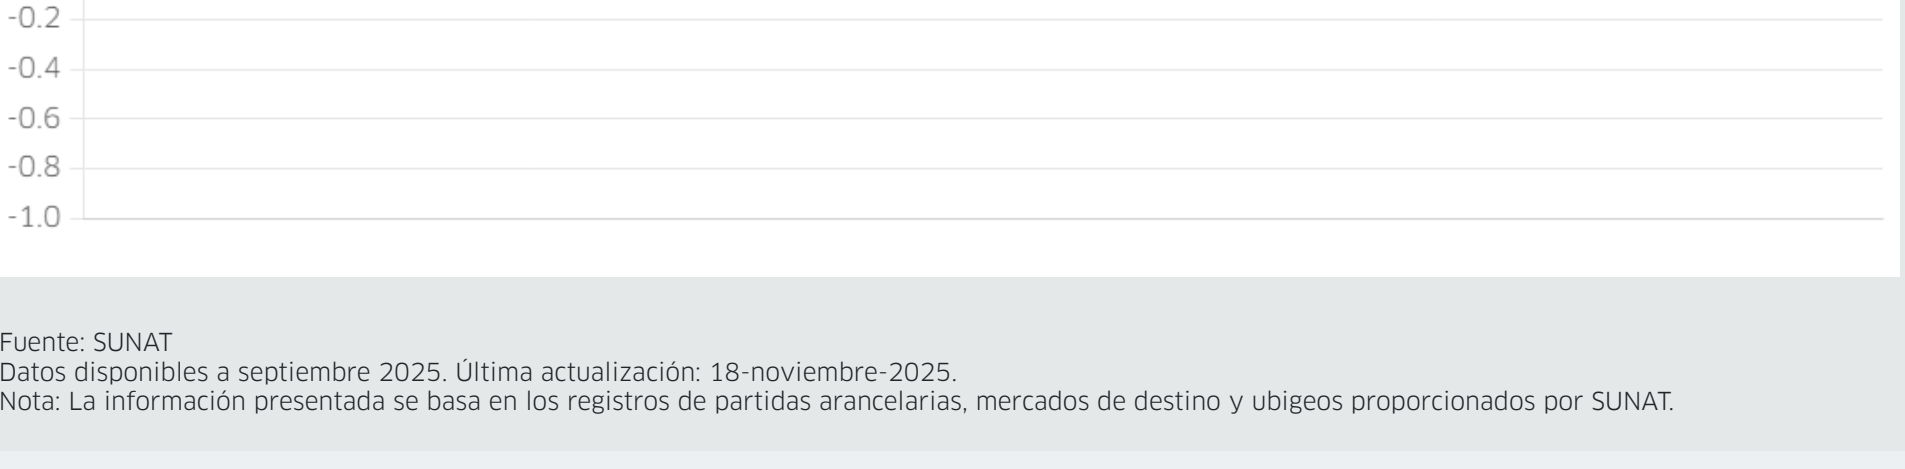 -0.2
-0.4
-0.6
-0.8
-1.0
Fuente: SUNAT
Datos disponibles a septiembre 2025. Última actualización: 18-noviembre-2025.
Nota: La información presentada se basa en los registros de partidas arancelarias, mercados de destino y ubigeos proporcionados por SUNAT.